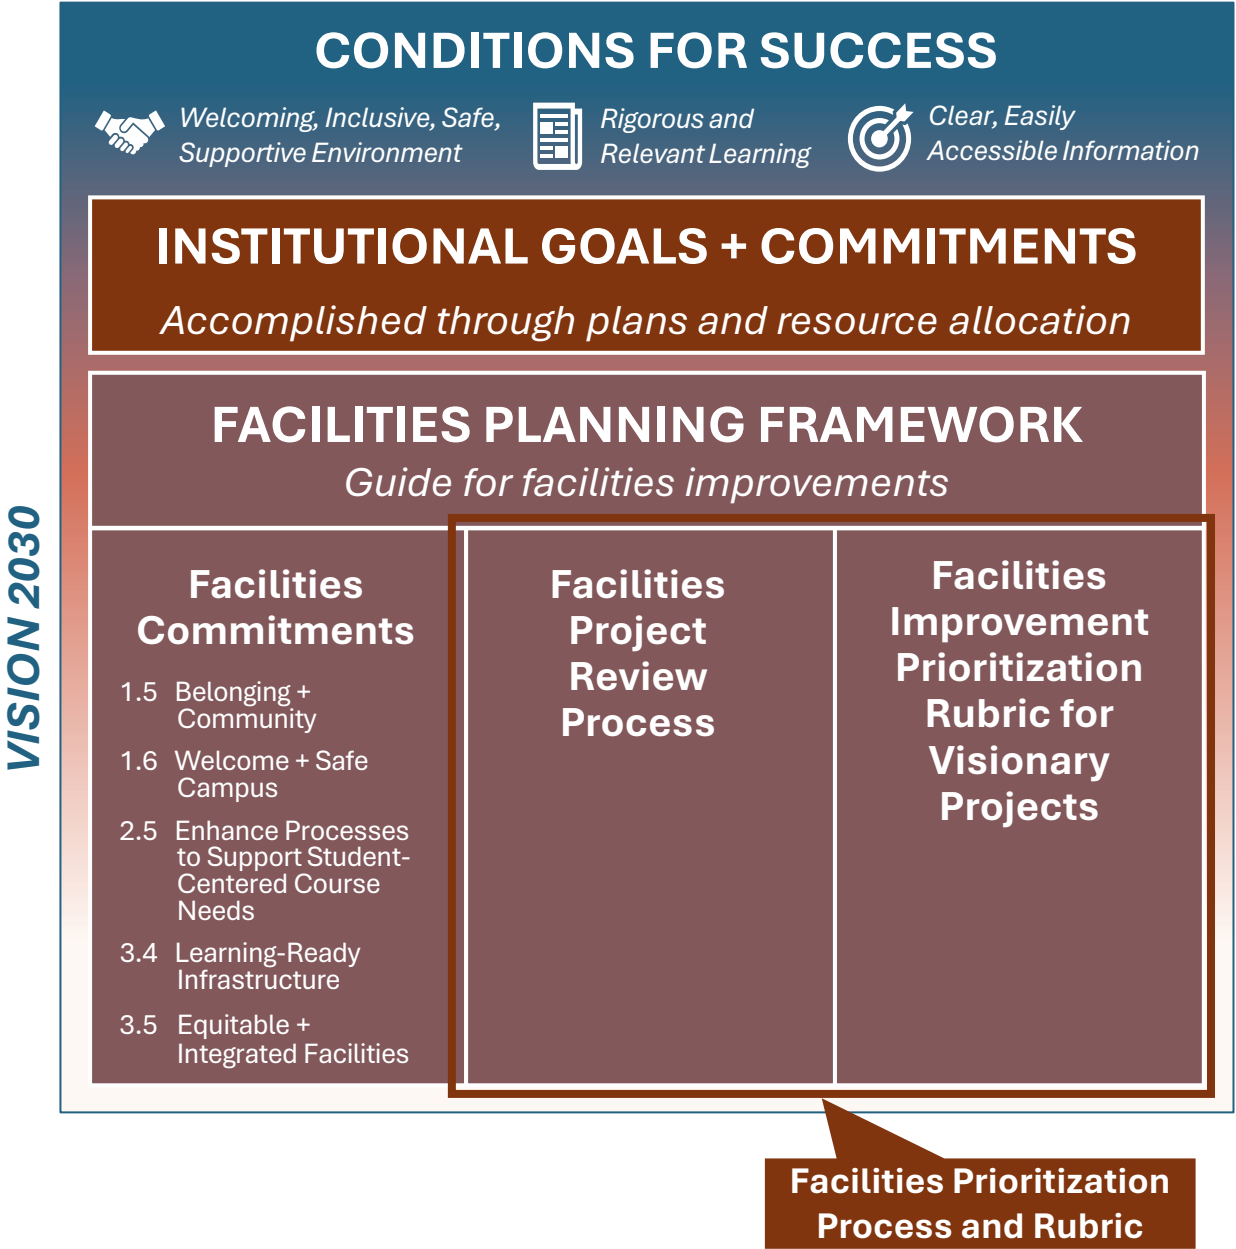 CONDITIONS FOR SUCCESS
Welcoming, Inclusive, Safe,
Supportive Environment
Rigorous and
Relevant Learning
Clear, Easily
Accessible Information
INSTITUTIONAL GOALS + COMMITMENTS
Accomplished through plans and resource allocation
FACILITIES PLANNING FRAMEWORK
Guide for facilities improvements
VISION 2030
Facilities
Commitments
1.5 Belonging +
Community
1.6 Welcome + Safe
Campus
2.5 Enhance Processes
to Support Student-
Centered Course
Needs
3.4 Learning-Ready
Infrastructure
3.5 Equitable +
Integrated Facilities
Facilities
Project
Review
Process
Facilities
Improvement
Prioritization
Rubric for
Visionary
Projects
Facilities Prioritization
Process and Rubric